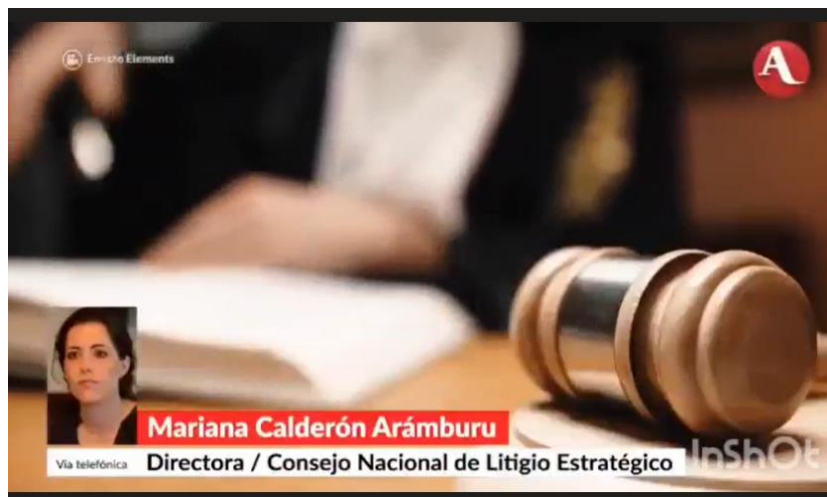 Envato Elements
A
Mariana Calderón Arámburu
Vía telefónica
Directora / Consejo Nacional de Litigio Estratégico
InShOt